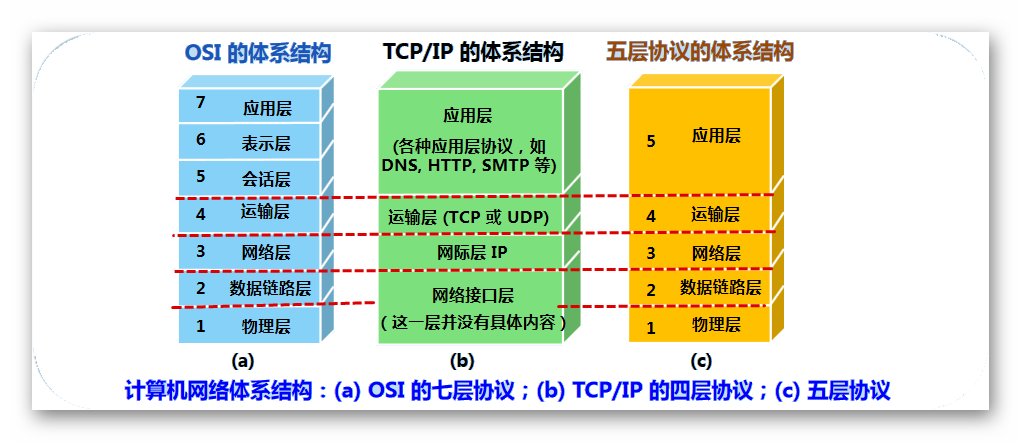 OSI 的体系结构
7 应用层
6 表示层
5 会话层
4 运输层
3 网络层
2 数据链路层
1 物理层
(a)
TCP/IP 的体系结构
应用层
(各种应用层协议，如
DNS, HTTP, SMTP 等)
运输层 (TCP 或 UDP)
网际层 IP
网络接口层
（这一层并没有具体内容）
(b)
五层协议的体系结构
5 应用层
4 运输层
3 网络层
2 数据链路层
1 物理层
(c)
计算机网络体系结构：(a) OSI 的七层协议；(b) TCP/IP 的四层协议；(c) 五层协议